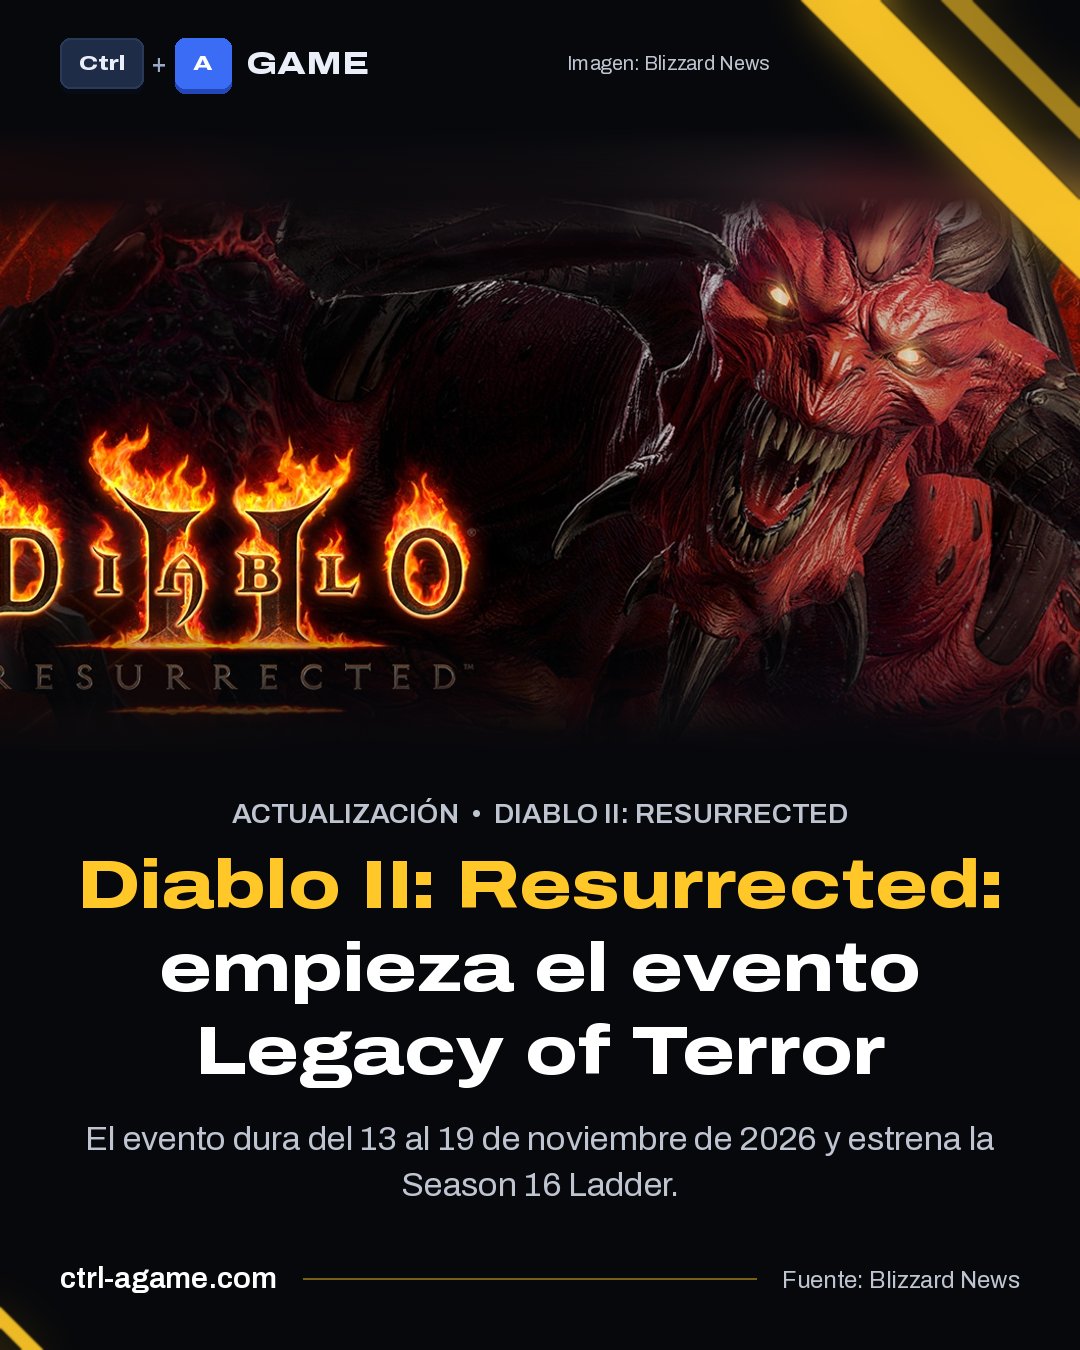 Ctrl + A GAME
Imagen: Blizzard News
DIABLO®
II
RESURRECTED™
ACTUALIZACIÓN • DIABLO II: RESURRECTED
Diablo II: Resurrected:
empieza el evento
Legacy of Terror
El evento dura del 13 al 19 de noviembre de 2026 y estrena la
Season 16 Ladder.
ctrl-agame.com
Fuente: Blizzard News